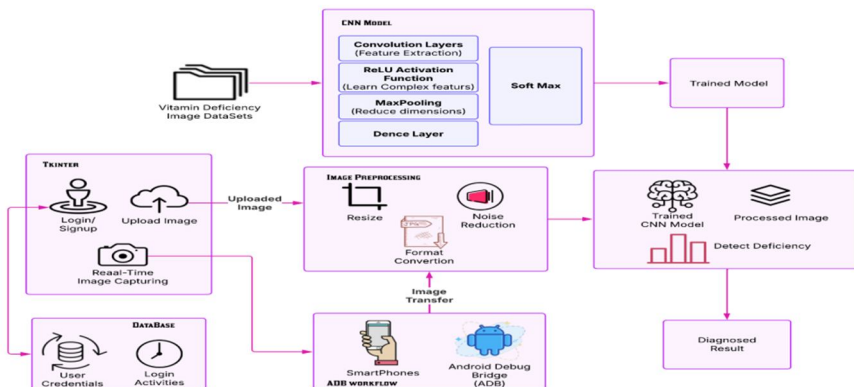 CNN Model
Convolution Layers
(Feature Extraction)
ReLU Activation
Function
(Learn Complex featurs)
MaxPooling
(Reduce dimensions)
Dence Layer
Soft Max
Vitamin Deficiency
Image DataSets
Trained Model
Tkinter
Login/
Signup
Upload Image
Reaal-Time
Image Capturing
Uploaded
Image
Image Preprocessing
Resize
Noise
Reduction
Format
Convertion
Trained
CNN Model
Processed Image
Detect Deficiency
Image
Transfer
DataBase
User
Credentials
Login
Activities
SmartPhones
Android Debug
Bridge
(ADB)
ADB workflow
Diagnosed
Result